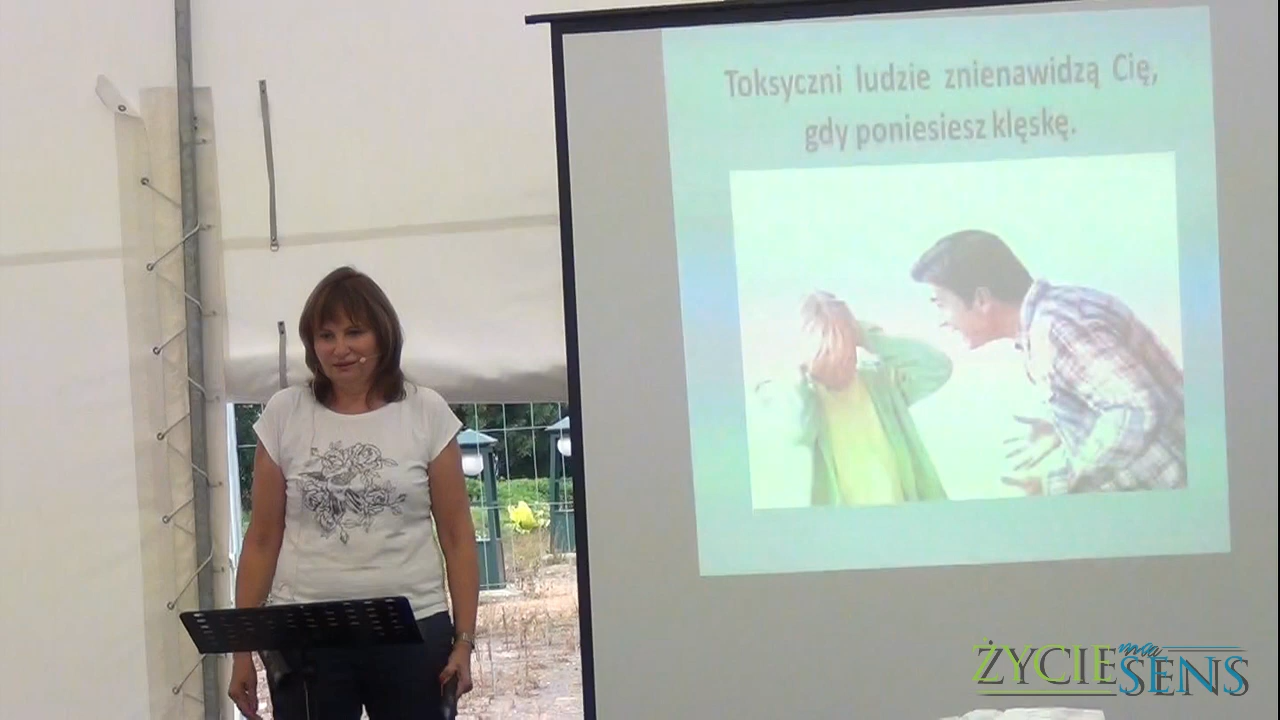 Toksyczni ludzie znienawidzą Cię,
gdy poniesiesz klęskę.
ŻYCIE ma SENS